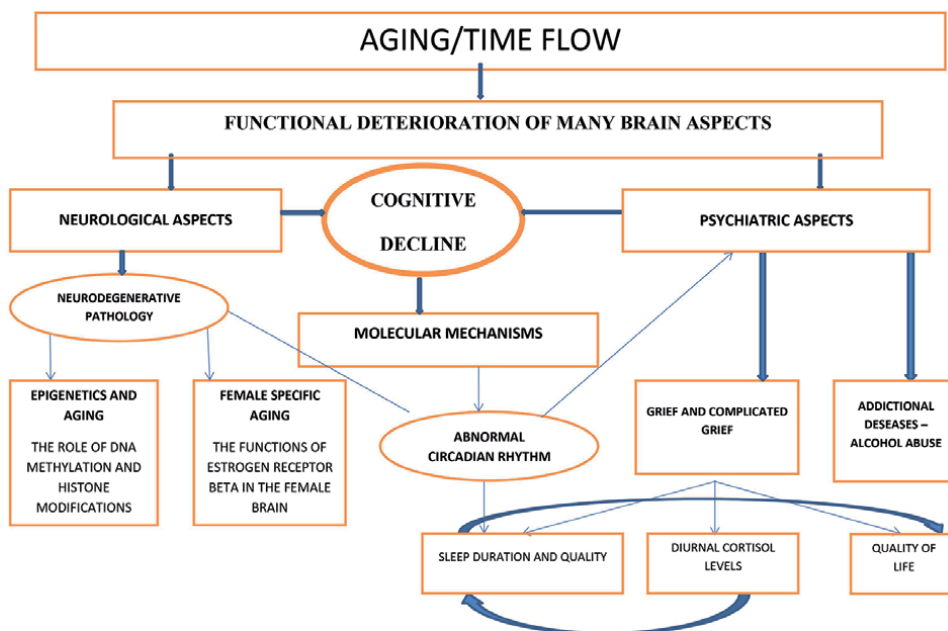 AGING/TIME FLOW
FUNCTIONAL DETERIORATION OF MANY BRAIN ASPECTS
NEUROLOGICAL ASPECTS
COGNITIVE
DECLINE
PSYCHIATRIC ASPECTS
NEURODEGENERATIVE
PATHOLOGY
MOLECULAR MECHANISMS
EPIGENETICS AND
AGING
THE ROLE OF DNA
METHYLATION AND
HISTONE
MODIFICATIONS
FEMALE SPECIFIC
AGING
THE FUNCTIONS OF
ESTROGEN RECEPTOR
BETA IN THE FEMALE
BRAIN
ABNORMAL
CIRCADIAN RHYTHM
GRIEF AND COMPLICATED
GRIEF
ADDICTIONAL
DESEASES –
ALCOHOL ABUSE
SLEEP DURATION AND QUALITY
DIURNAL CORTISOL
LEVELS
QUALITY OF
LIFE